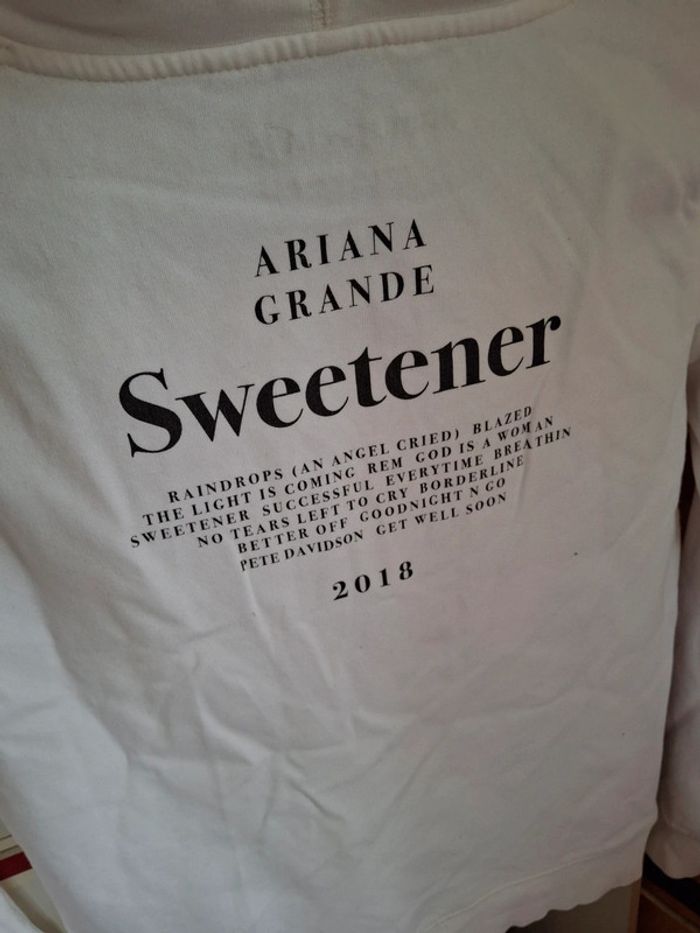 ARIANA
GRANDE
Sweetener
RAINDROPS (AN ANGEL CRIED) BLAZED
THE LIGHT IS COMING REM GOD IS A WOMAN
SWEETENER SUCCESSFUL EVERYTIME BREATHIN
NO TEARS LEFT TO CRY BORDERLINE
BETTER OFF GOODNIGHT N GO
PETE DAVIDSON GET WELL SOON
2018